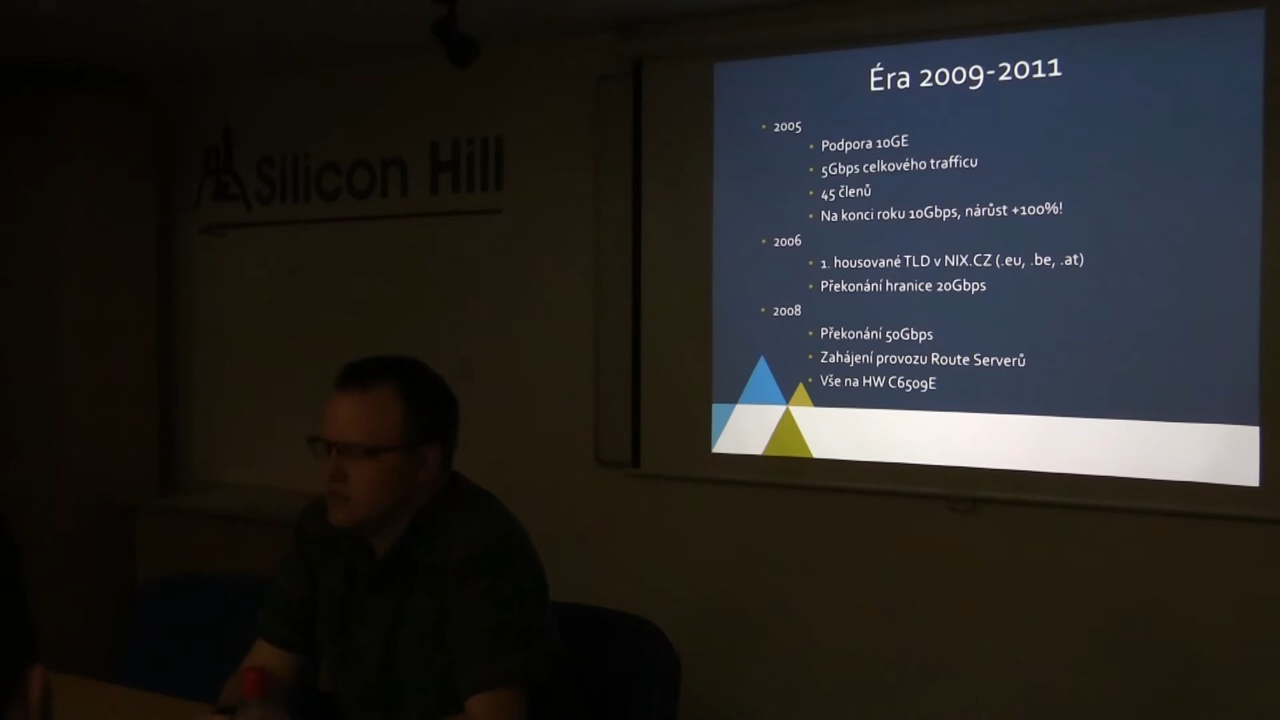 Silicon Hill
Éra 2009-2011
2005
Podpora 10GE
5Gbps celkového trafficu
45 členů
Na konci roku 10Gbps, nárůst +100%!
2006
1. housované TLD v NIX.CZ (.eu, .be, .at)
Překonání hranice 20Gbps
2008
Překonání 50Gbps
Zahájení provozu Route Serverů
Vše na HW C6509E